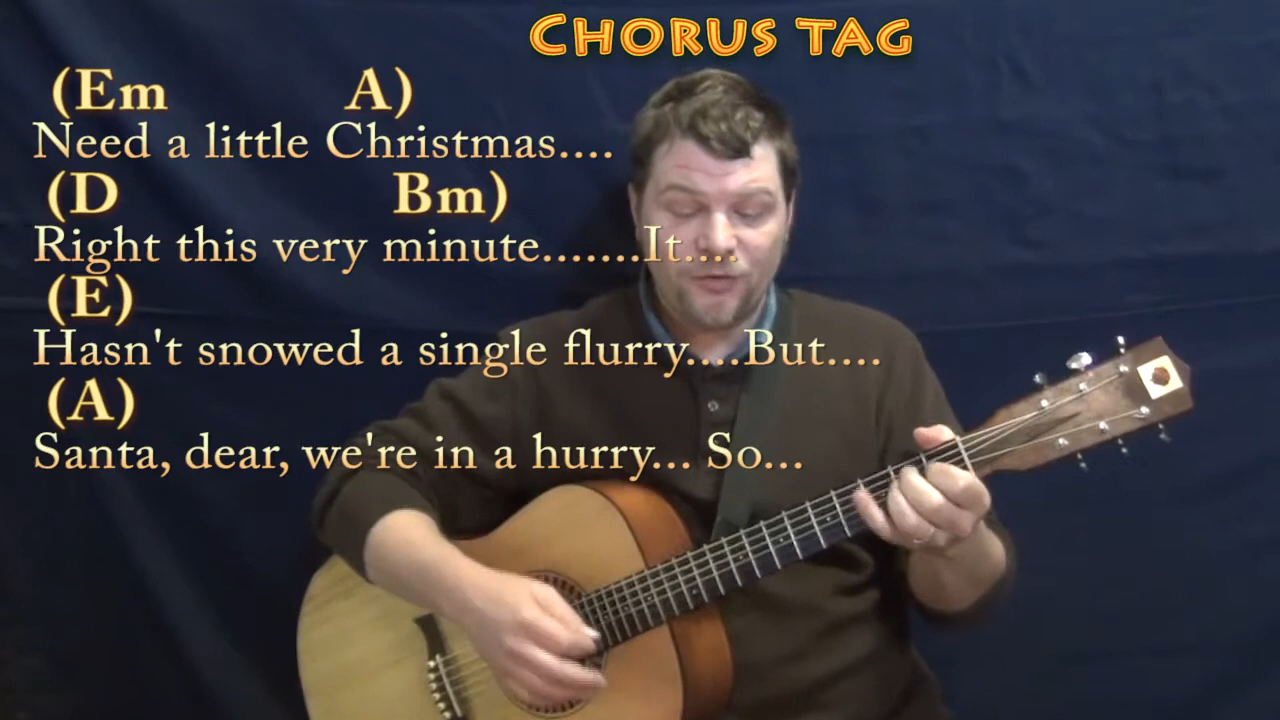 CHORUS TAG
(Em A)
Need a little Christmas....
(D Bm)
Right this very minute.......It....
(E)
Hasn't snowed a single flurry....But....
(A)
Santa, dear, we're in a hurry... So...